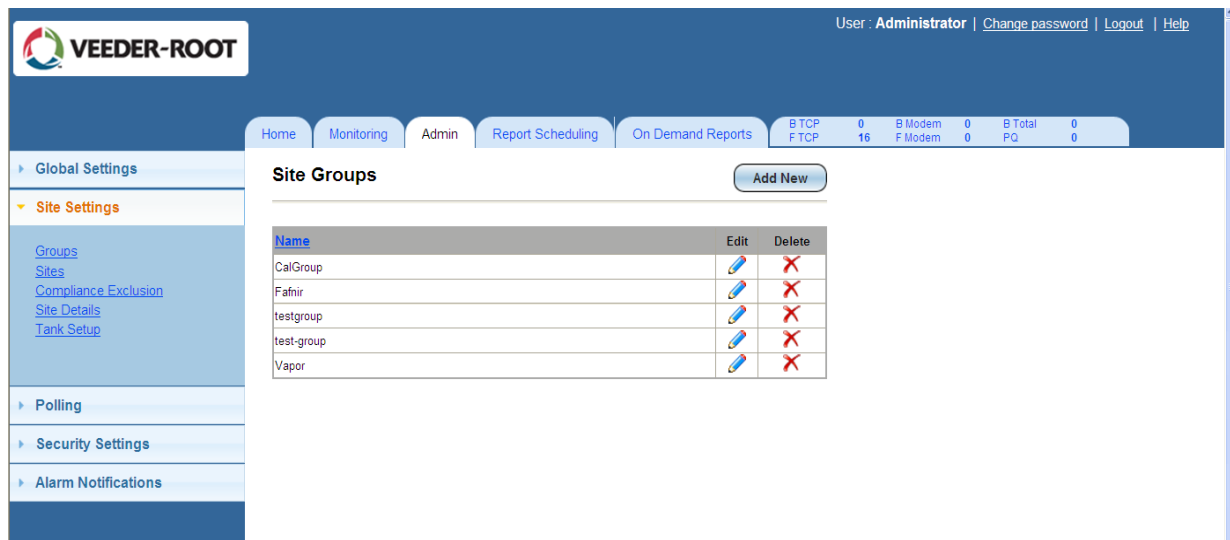 User : Administrator | Change password | Logout | Help
VEEDER-ROOT
Home Monitoring Admin Report Scheduling On Demand Reports
B TCP 0 B Modem 0 B Total 0
F TCP 16 F Modem 0 PQ 0
Global Settings
Site Settings
Groups
Sites
Compliance Exclusion
Site Details
Tank Setup
Polling
Security Settings
Alarm Notifications
Site Groups
Add New
Name Edit Delete
CalGroup
Fafnir
testgroup
test-group
Vapor